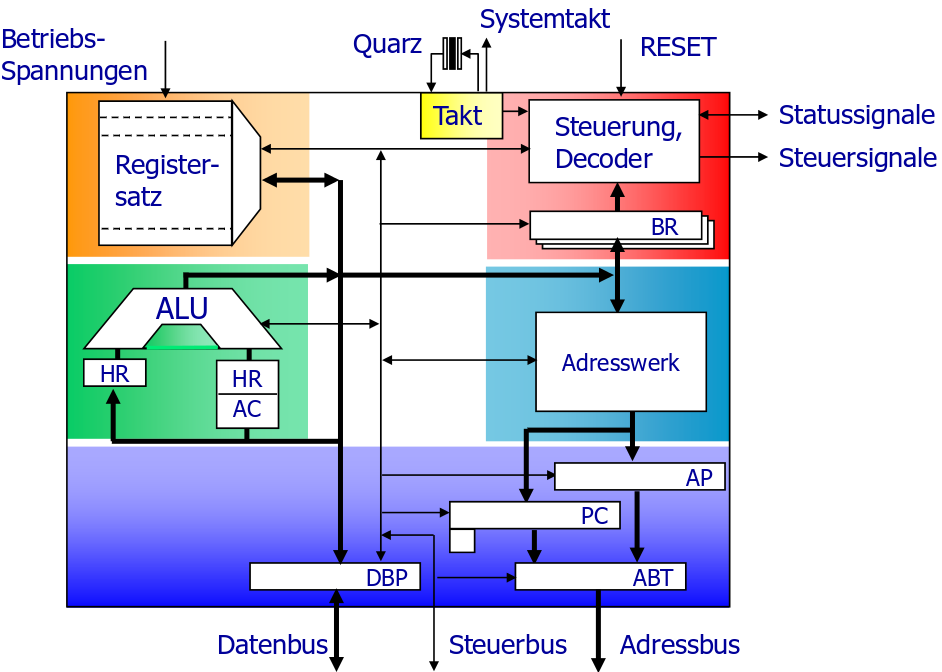 Systemtakt
Betriebs-
Spannungen
Quarz
RESET
Takt
Steuerung,
Decoder
Statussignale
Steuersignale
Register-
satz
BR
ALU
Adresswerk
HR
HR
AC
AP
PC
DBP
ABT
Datenbus
Steuerbus
Adressbus